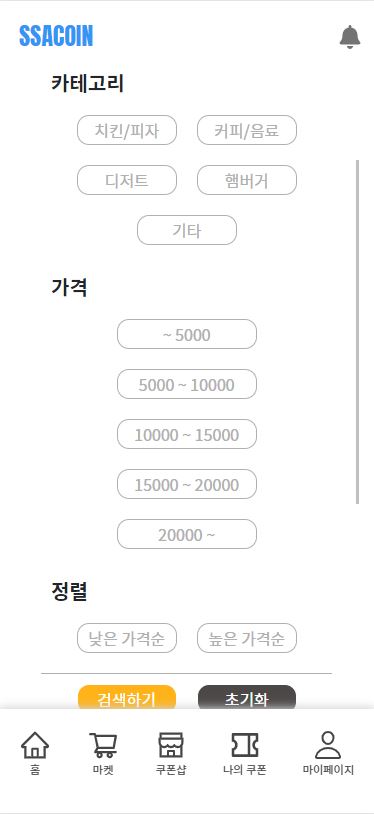 SSACOIN
카테고리
치킨/피자 커피/음료
디저트 햄버거
기타
가격
~ 5000
5000 ~ 10000
10000 ~ 15000
15000 ~ 20000
20000 ~
정렬
낮은 가격순 높은 가격순
검색하기 초기화
홈 마켓 쿠폰샵 나의 쿠폰 마이페이지